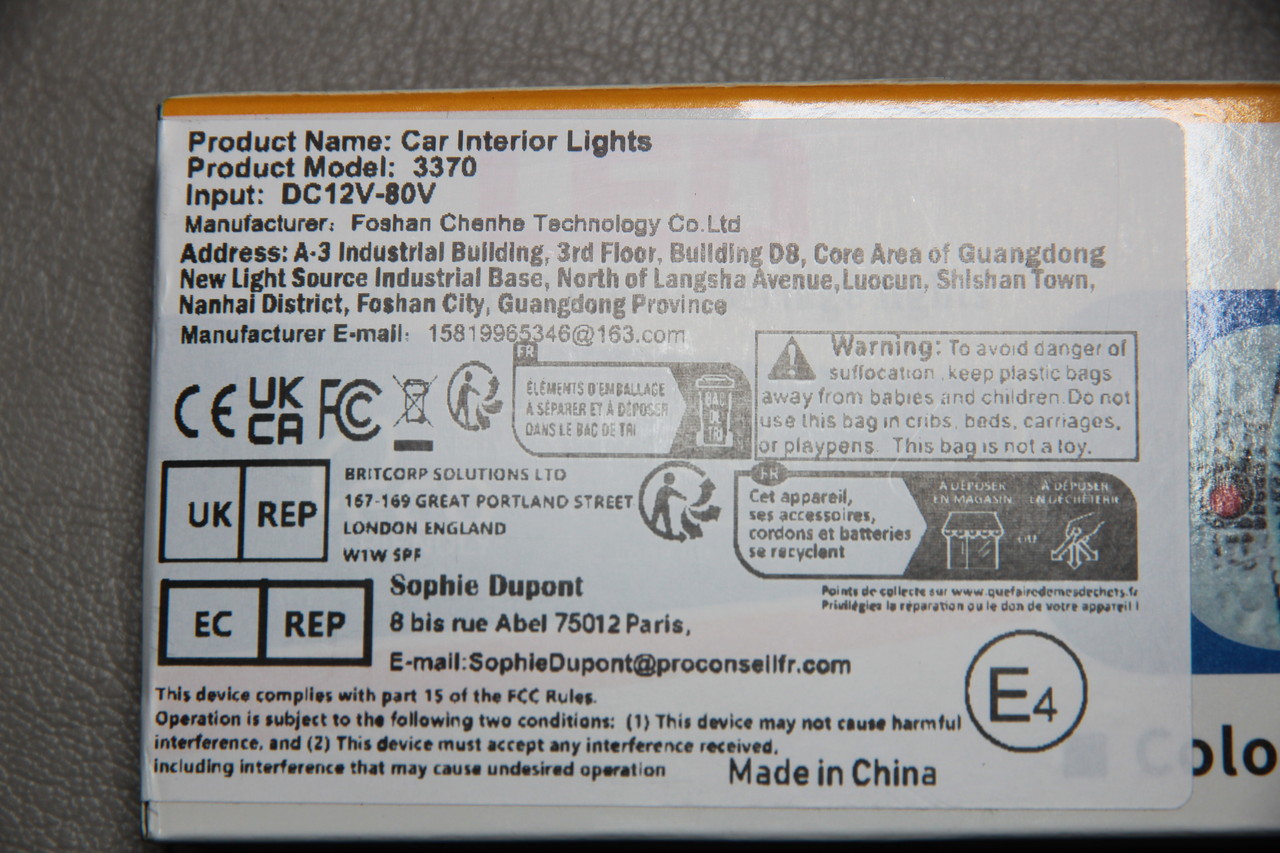 Product Name: Car Interior Lights
Product Model: 3370
Input: DC12V-80V
Manufacturer: Foshan Chenhe Technology Co.Ltd
Address: A-3 Industrial Building, 3rd Floor, Building D8, Core Area of Guangdong
New Light Source Industrial Base, North of Langsha Avenue,Luocun, Shishan Town,
Nanhai District, Foshan City, Guangdong Province
Manufacturer E-mail: 15819965346@163.com
CE UK CA FC
FR
ÉLÉMENTS D'EMBALLAGE
À SÉPARER ET À DÉPOSER
DANS LE BAC DE TRI
BAC
DE
TRI
Warning: To avoid danger of
suffocation ,keep plastic bags
away from babies and children.Do not
use this bag in cribs, beds, carriages,
or playpens. This bag is not a toy.
UK REP
BRITCORP SOLUTIONS LTD
167-169 GREAT PORTLAND STREET
LONDON ENGLAND
W1W 5PF
FR
Cet appareil,
ses accessoires,
cordons et batteries
se recyclent
À DÉPOSER
EN MAGASIN
OU
À DÉPOSER
EN DÉCHÈTERIE
Points de collecte sur www.quefairedemesdechets.fr
Privilégiez la réparation ou le don de votre appareil !
EC REP
Sophie Dupont
8 bis rue Abel 75012 Paris,
E-mail:SophieDupont@proconseilfr.com
E4
This device complies with part 15 of the FCC Rules.
Operation is subject to the following two conditions: (1) This device may not cause harmful
interference, and (2) This device must accept any interference received,
including interference that may cause undesired operation
Made in China
Colo